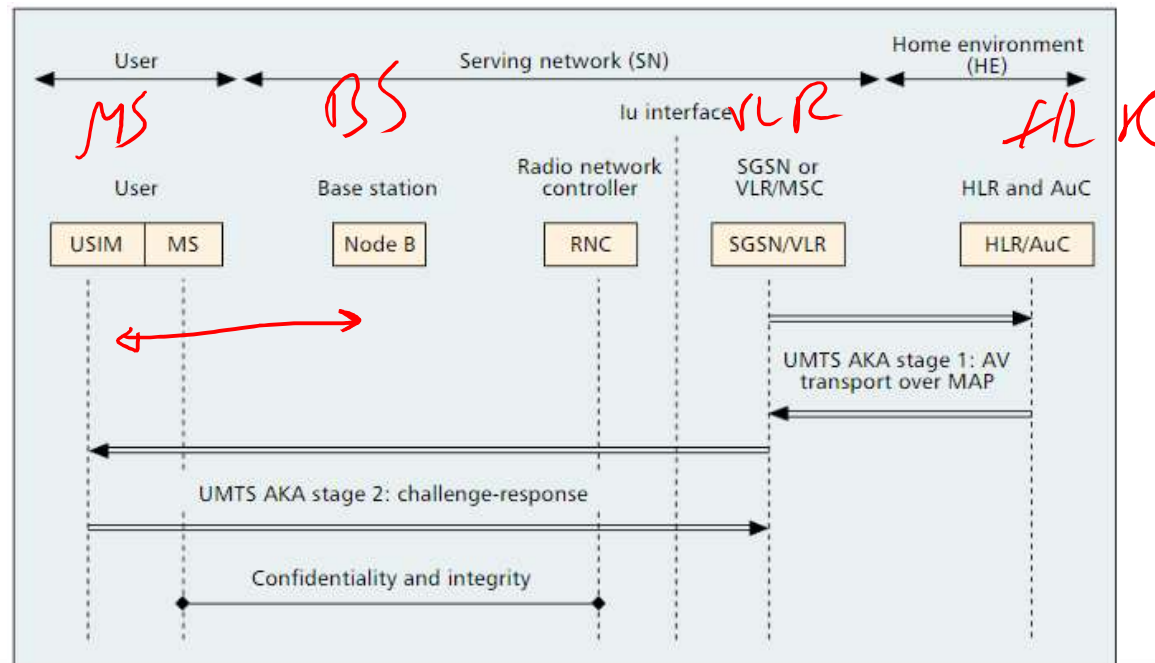 User
Serving network (SN)
Home environment
(HE)
MS
BS
Iu interface
VLR
HLR
User
Base station
Radio network
controller
SGSN or
VLR/MSC
HLR and AuC
USIM
MS
Node B
RNC
SGSN/VLR
HLR/AuC
UMTS AKA stage 1: AV
transport over MAP
UMTS AKA stage 2: challenge-response
Confidentiality and integrity